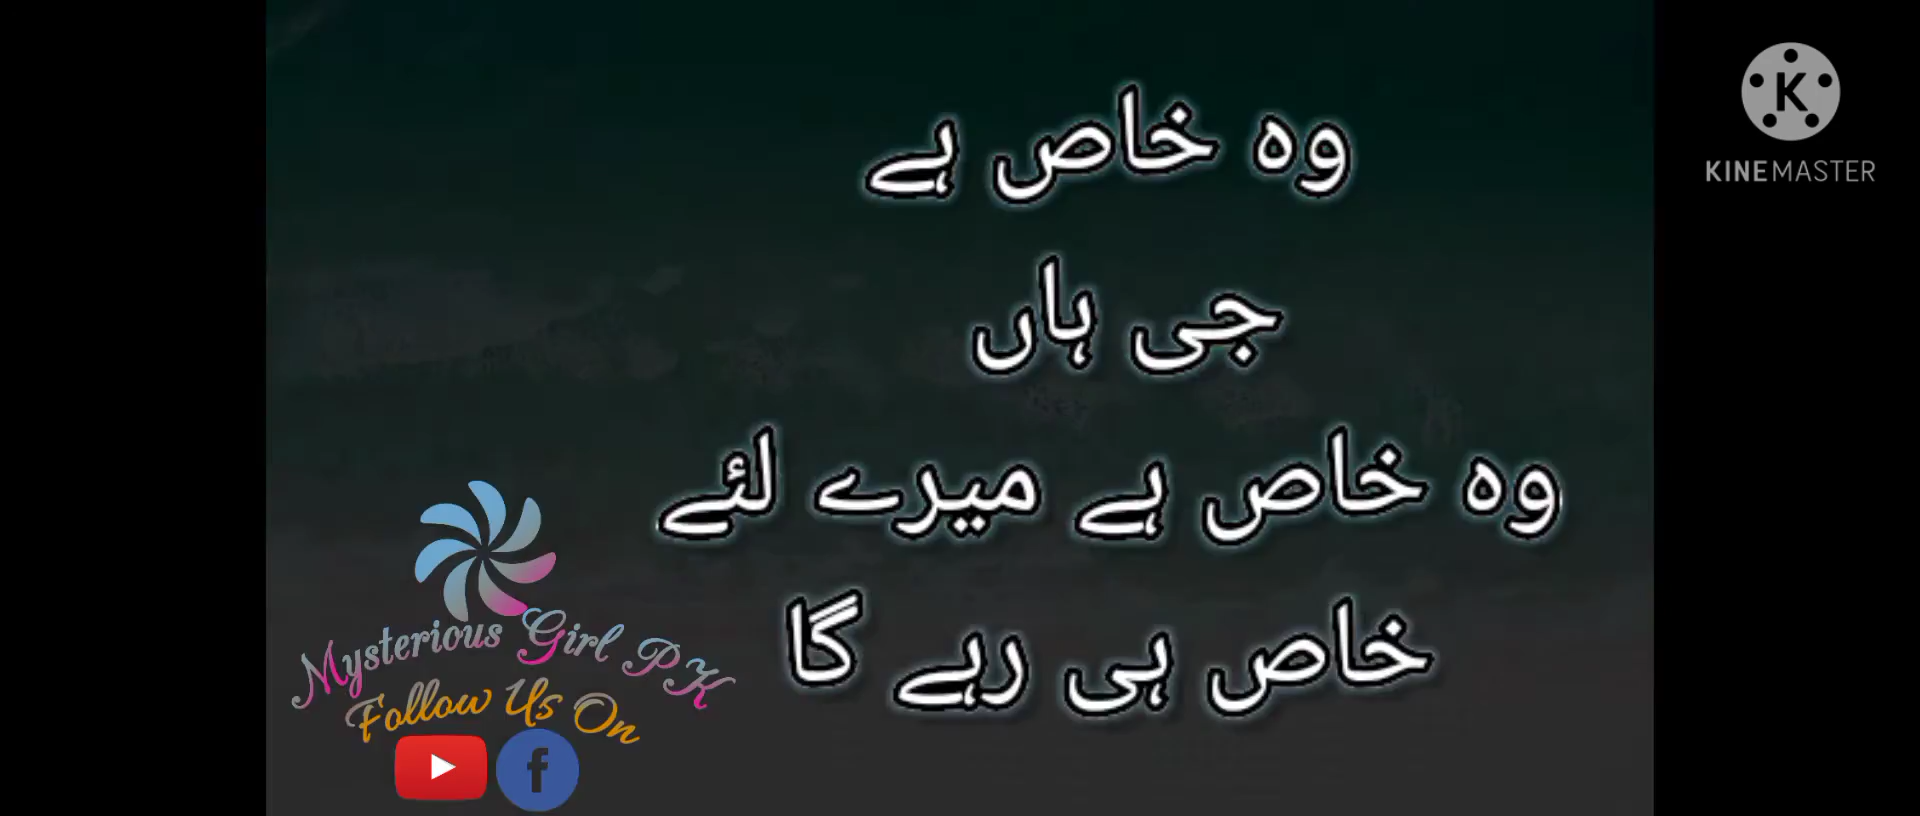 وہ خاص ہے
جی ہاں
وہ خاص ہے میرے لئے
خاص ہی رہے گا
Mysterious Girl PK
Follow Us On
f
K
KINEMASTER